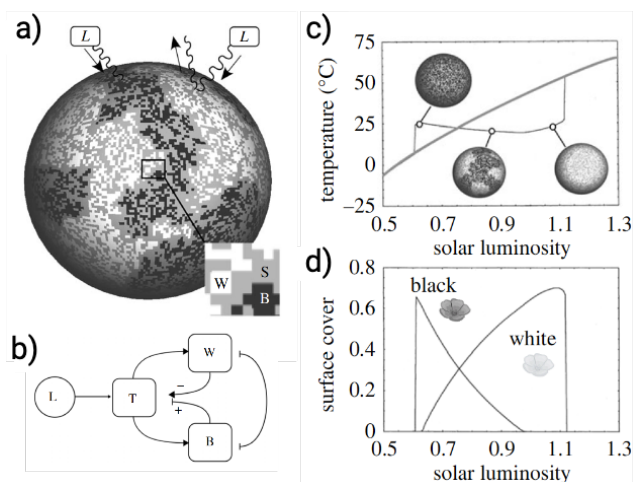 a)
L
L
W
S
B
b)
L
T
W
B
−
+
c)
temperature (°C)
75
50
25
0
−25
0.5
0.7
0.9
1.1
1.3
solar luminosity
d)
surface cover
0.8
0.6
0.4
0.2
0
black
white
0.5
0.7
0.9
1.1
1.3
solar luminosity